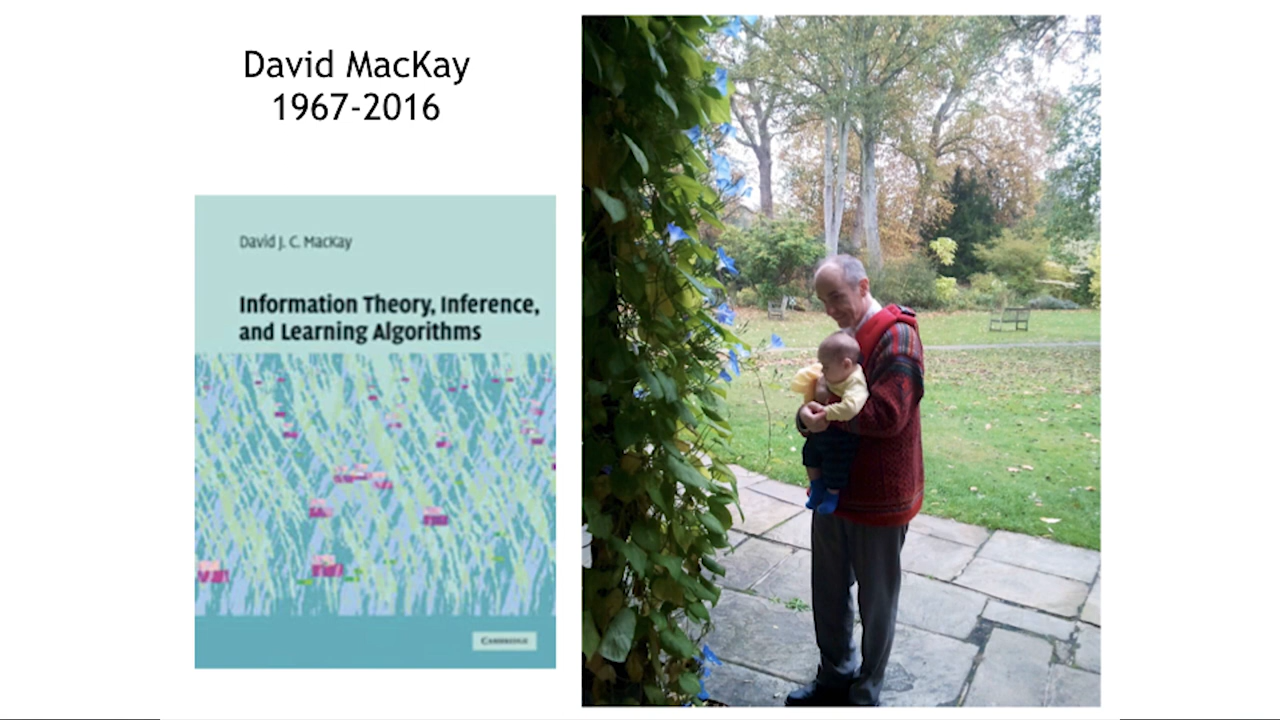 David MacKay
1967-2016
David J. C. MacKay
Information Theory, Inference,
and Learning Algorithms
CAMBRIDGE